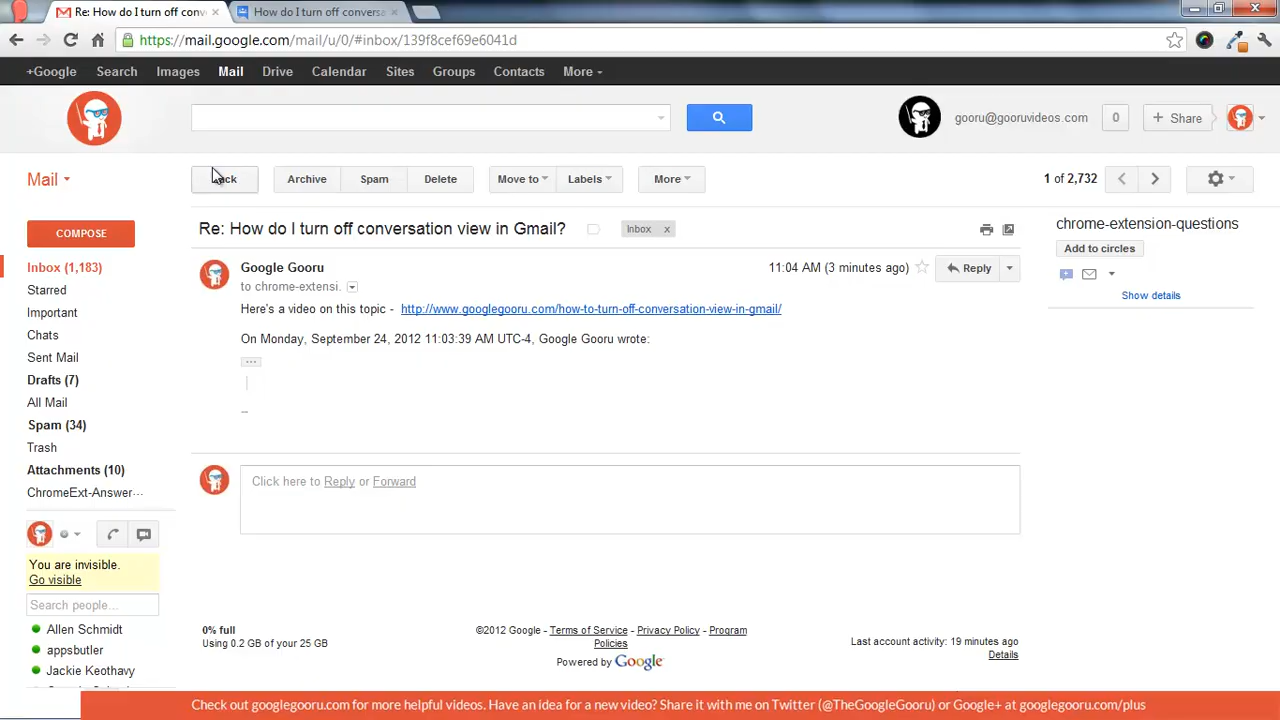 Re: How do I turn off conv
How do I turn off conversa
https://mail.google.com/mail/u/0/#inbox/139f8cef69e6041d
+Google Search Images Mail Drive Calendar Sites Groups Contacts More
gooru@gooruvideos.com 0 + Share
Mail
Archive Spam Delete Move to Labels More 1 of 2,732
COMPOSE
Inbox (1,183)
Starred
Important
Chats
Sent Mail
Drafts (7)
All Mail
Spam (34)
Trash
Attachments (10)
ChromeExt-Answer···
You are invisible.
Go visible
Search people...
Allen Schmidt
appsbutler
Jackie Keothavy
Re: How do I turn off conversation view in Gmail? Inbox x
Google Gooru 11:04 AM (3 minutes ago) Reply
to chrome-extensi.
Here's a video on this topic - http://www.googlegooru.com/how-to-turn-off-conversation-view-in-gmail/
On Monday, September 24, 2012 11:03:39 AM UTC-4, Google Gooru wrote:
...
–
Click here to Reply or Forward
chrome-extension-questions
Add to circles
Show details
0% full
Using 0.2 GB of your 25 GB
©2012 Google - Terms of Service - Privacy Policy - Program
Policies
Powered by Google
Last account activity: 19 minutes ago
Details
Check out googlegooru.com for more helpful videos. Have an idea for a new video? Share it with me on Twitter (@TheGoogleGooru) or Google+ at googlegooru.com/plus